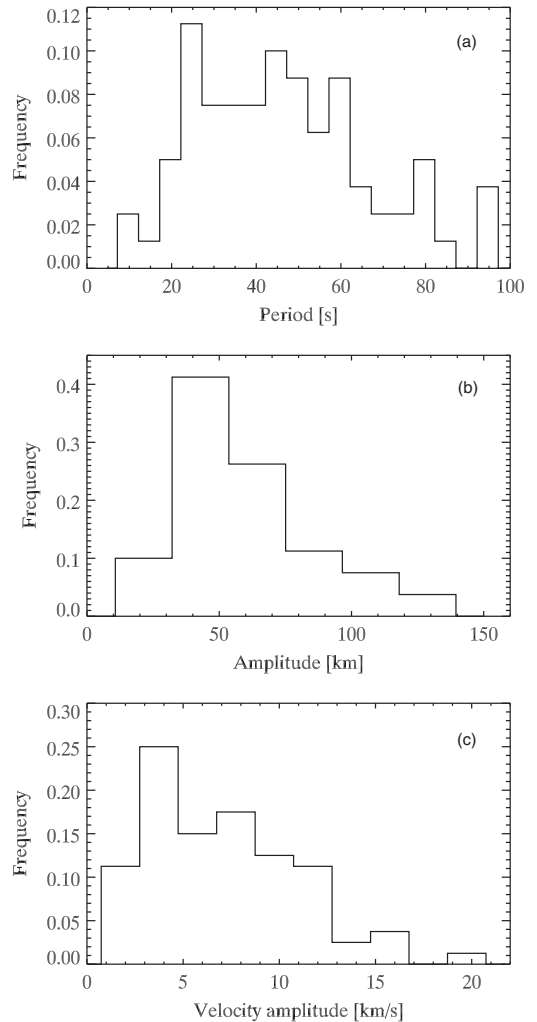 0.12
0.10
0.08
0.06
0.04
0.02
0.00
Frequency
(a)
0 20 40 60 80 100
Period [s]
0.4
0.3
0.2
0.1
0.0
Frequency
(b)
0 50 100 150
Amplitude [km]
0.30
0.25
0.20
0.15
0.10
0.05
0.00
Frequency
(c)
0 5 10 15 20
Velocity amplitude [km/s]